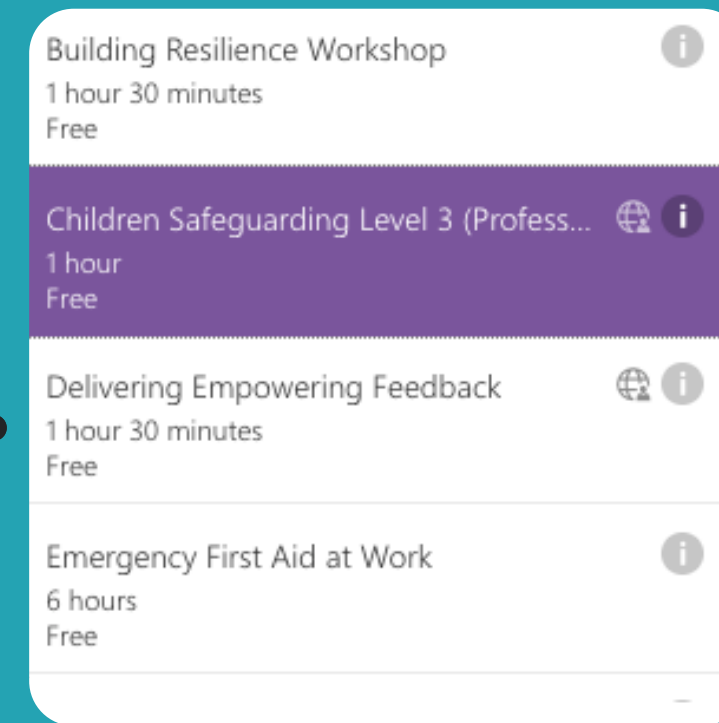 Building Resilience Workshop
1 hour 30 minutes
Free
Children Safeguarding Level 3 (Profess...
1 hour
Free
Delivering Empowering Feedback
1 hour 30 minutes
Free
Emergency First Aid at Work
6 hours
Free